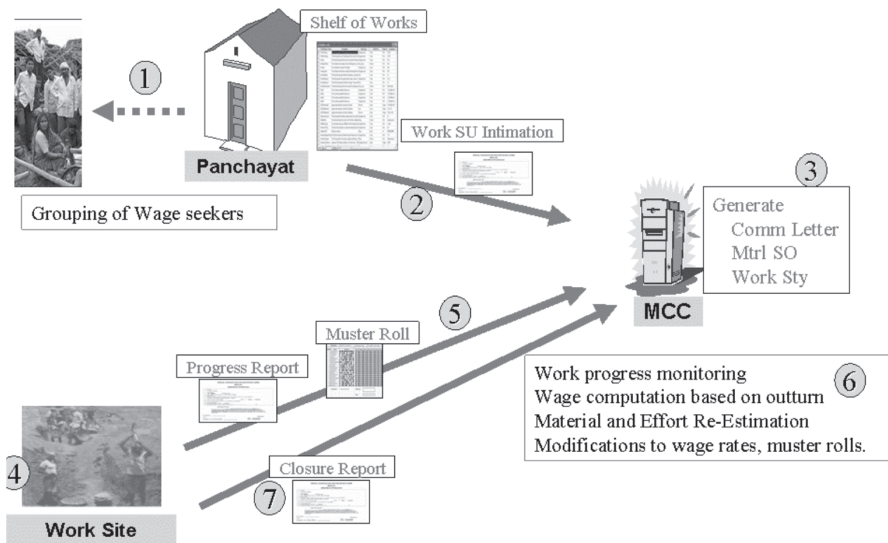 Shelf of Works
1
Work SU Intimation
Panchayat
2
3
Grouping of Wage seekers
Generate
Comm Letter
Mtrl SO
Work Sty
MCC
5
Muster Roll
Progress Report
6
Work progress monitoring
Wage computation based on outturn
Material and Effort Re-Estimation
Modifications to wage rates, muster rolls.
4
Closure Report
7
Work Site